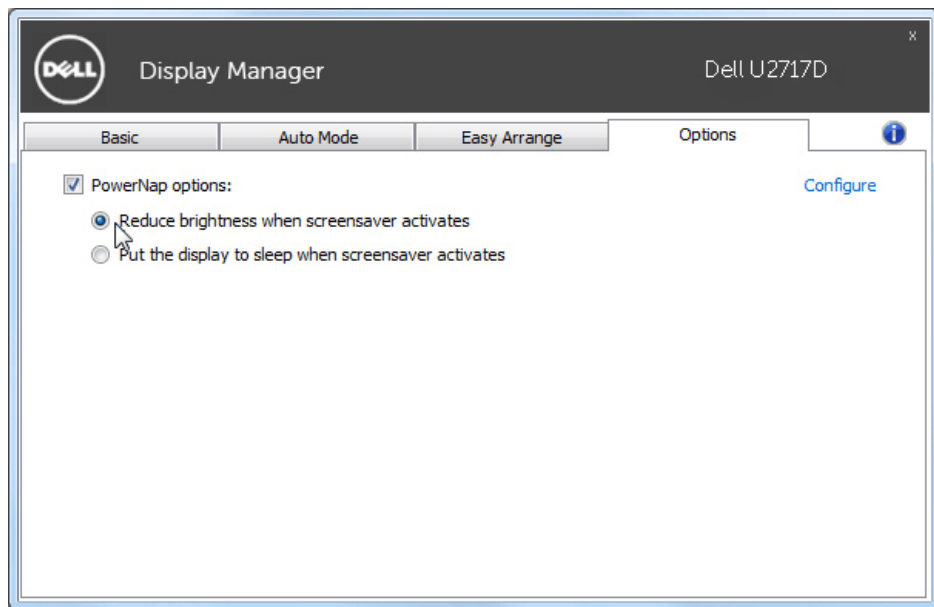 x
DELL Display Manager Dell U2717D
Basic Auto Mode Easy Arrange Options i
PowerNap options: Configure
Reduce brightness when screensaver activates
Put the display to sleep when screensaver activates